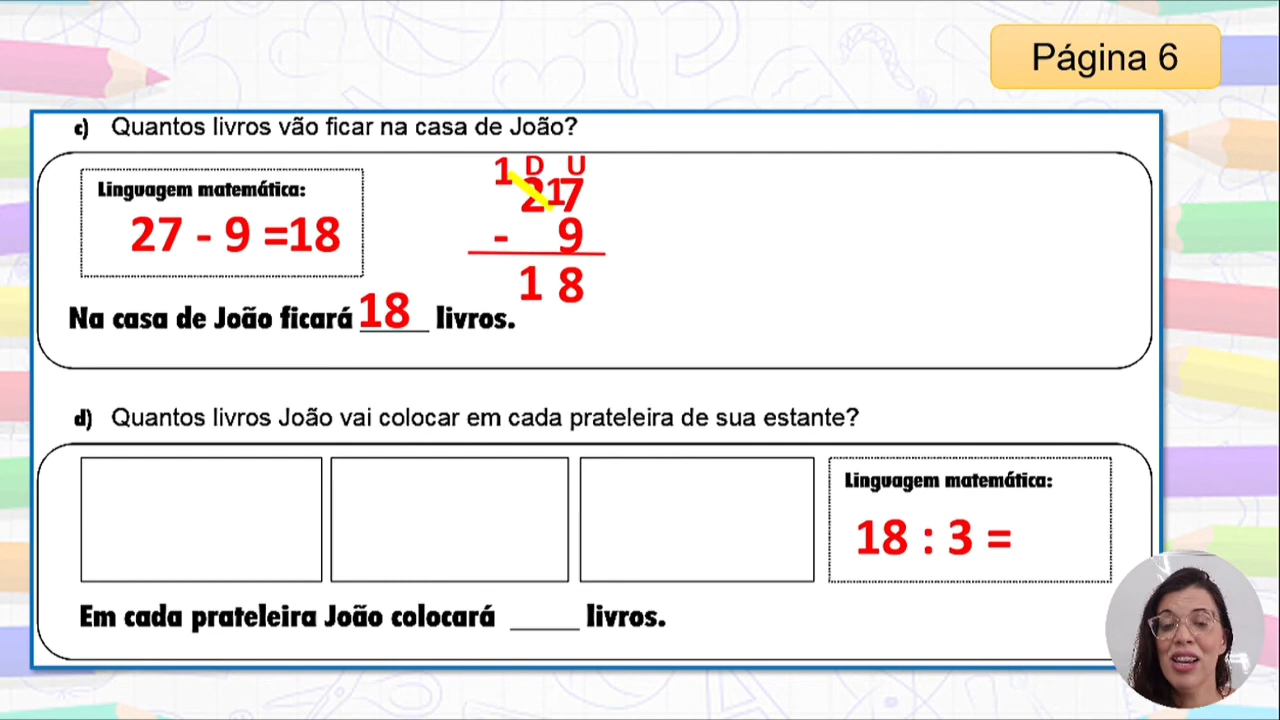 Página 6
c) Quantos livros vão ficar na casa de João?
Linguagem matemática:
27 - 9 =18
1 D U
2 17
- 9
1 8
Na casa de João ficará 18 livros.
d) Quantos livros João vai colocar em cada prateleira de sua estante?
Linguagem matemática:
18 : 3 =
Em cada prateleira João colocará _____ livros.